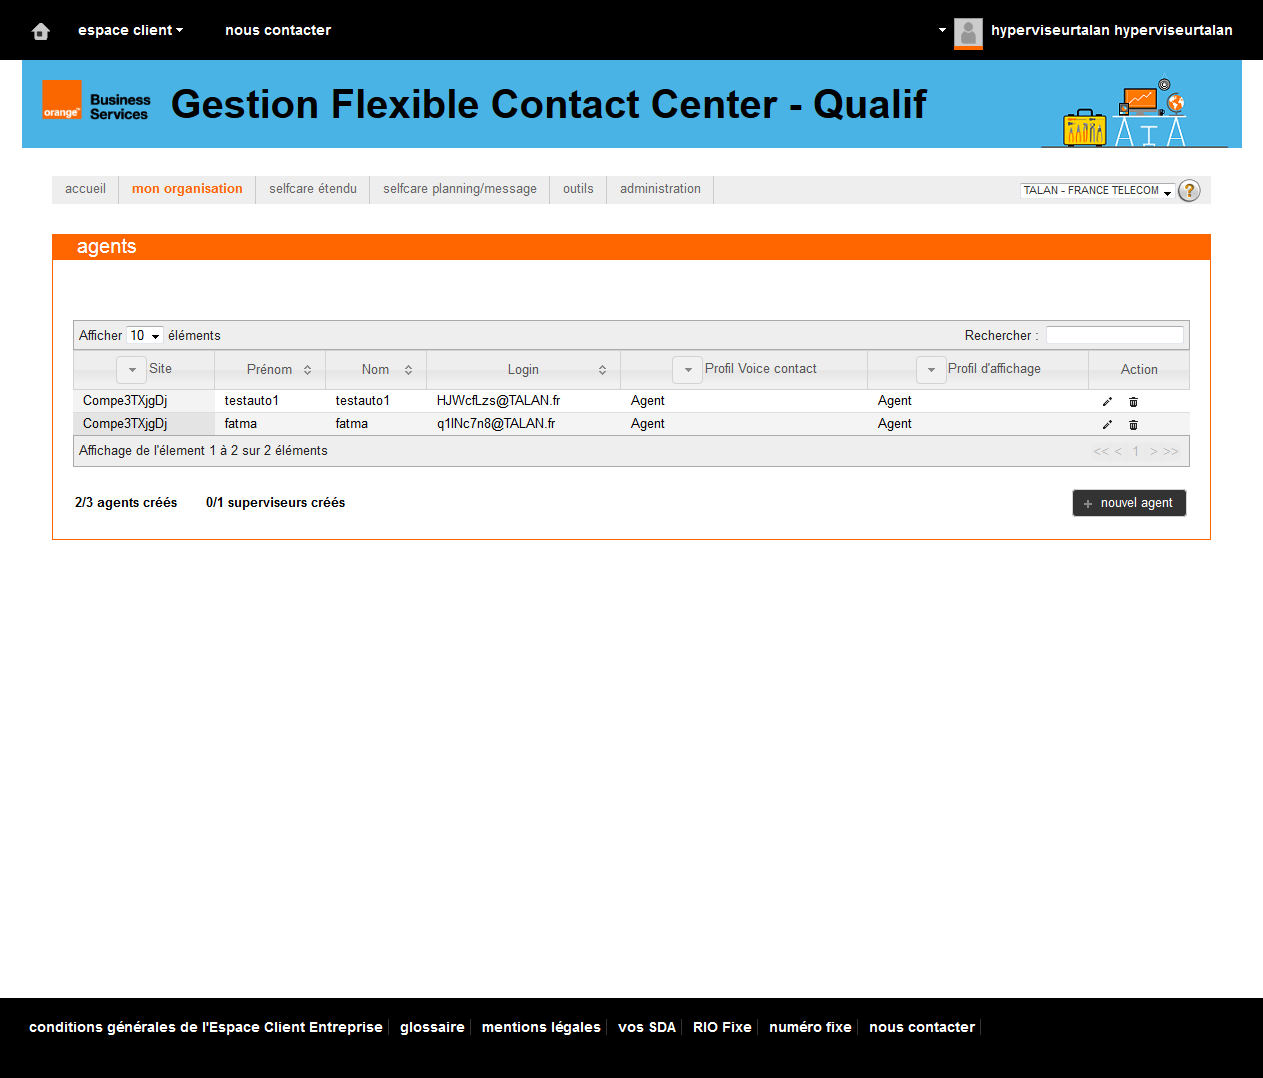 espace client nous contacter hyperviseurtalan hyperviseurtalan
orange™ Business Services Gestion Flexible Contact Center - Qualif
accueil mon organisation selfcare étendu selfcare planning/message outils administration TALAN - FRANCE TELECOM ?
agents
Afficher 10 éléments Rechercher :
Site Prénom Nom Login Profil Voice contact Profil d'affichage Action
Compe3TXjgDj testauto1 testauto1 HJWcfLzs@TALAN.fr Agent Agent
Compe3TXjgDj fatma fatma q1INc7n8@TALAN.fr Agent Agent
Affichage de l'élement 1 à 2 sur 2 éléments << < 1 > >>
2/3 agents créés 0/1 superviseurs créés + nouvel agent
conditions générales de l'Espace Client Entreprise glossaire mentions légales vos SDA RIO Fixe numéro fixe nous contacter